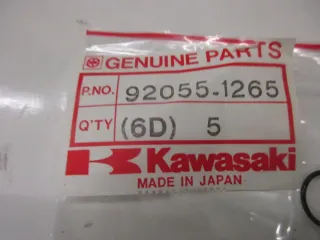 GENUINE PARTS
P.NO. 92055-1265
Q'TY (6D) 5
Kawasaki
MADE IN JAPAN